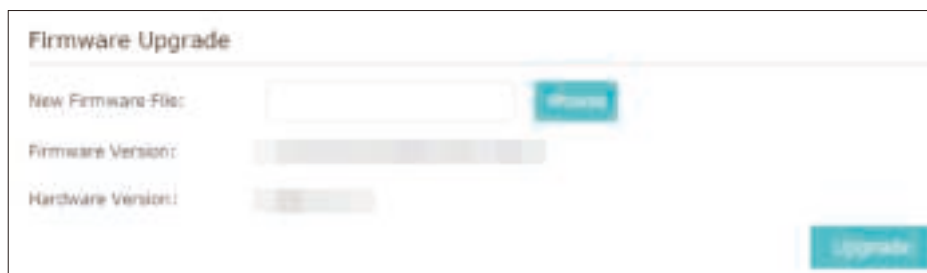 Firmware Upgrade
New Firmware File:
Browse
Firmware Version:
Hardware Version:
Upgrade